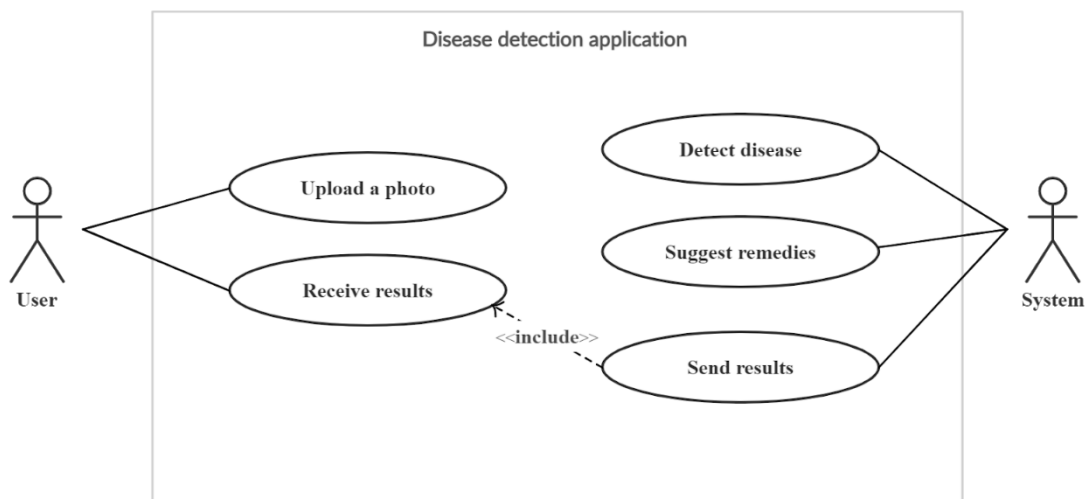 Disease detection application
Detect disease
Upload a photo
Suggest remedies
Receive results
User
System
<<include>>
Send results